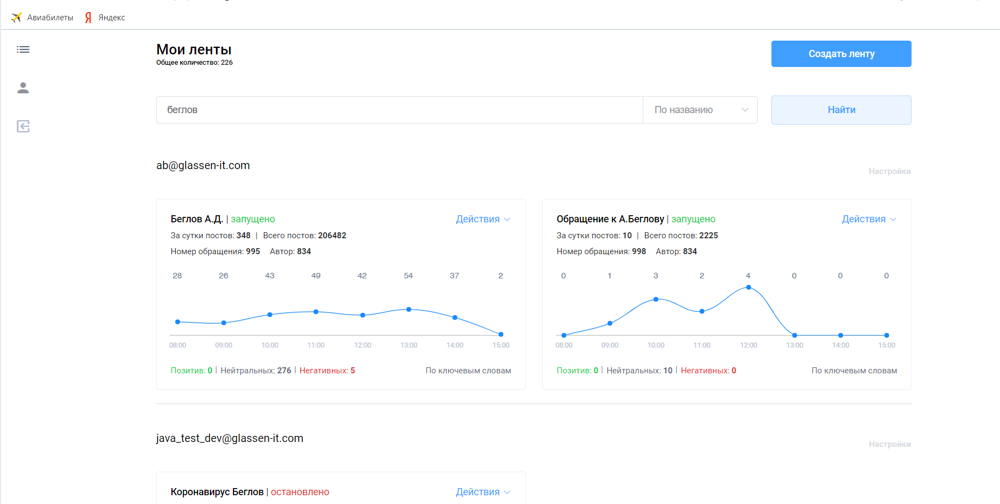 Авиабилеты Яндекс
Мои ленты
Общее количество: 226
Создать ленту
беглов По названию Найти
ab@glassen-it.com
Настройки
Беглов А.Д. | запущено Действия
За сутки постов: 348 | Всего постов: 206482
Номер обращения: 995 Автор: 834
28 26 43 49 42 54 37 2
08:00 09:00 10:00 11:00 12:00 13:00 14:00 15:00
Позитив: 0 | Нейтральных: 276 | Негативных: 5 По ключевым словам
Обращение к А.Беглову | запущено Действия
За сутки постов: 10 | Всего постов: 2225
Номер обращения: 998 Автор: 834
0 1 3 2 4 0 0 0
08:00 09:00 10:00 11:00 12:00 13:00 14:00 15:00
Позитив: 0 | Нейтральных: 10 | Негативных: 0 По ключевым словам
java_test_dev@glassen-it.com
Настройки
Коронавирус Беглов | остановлено Действия